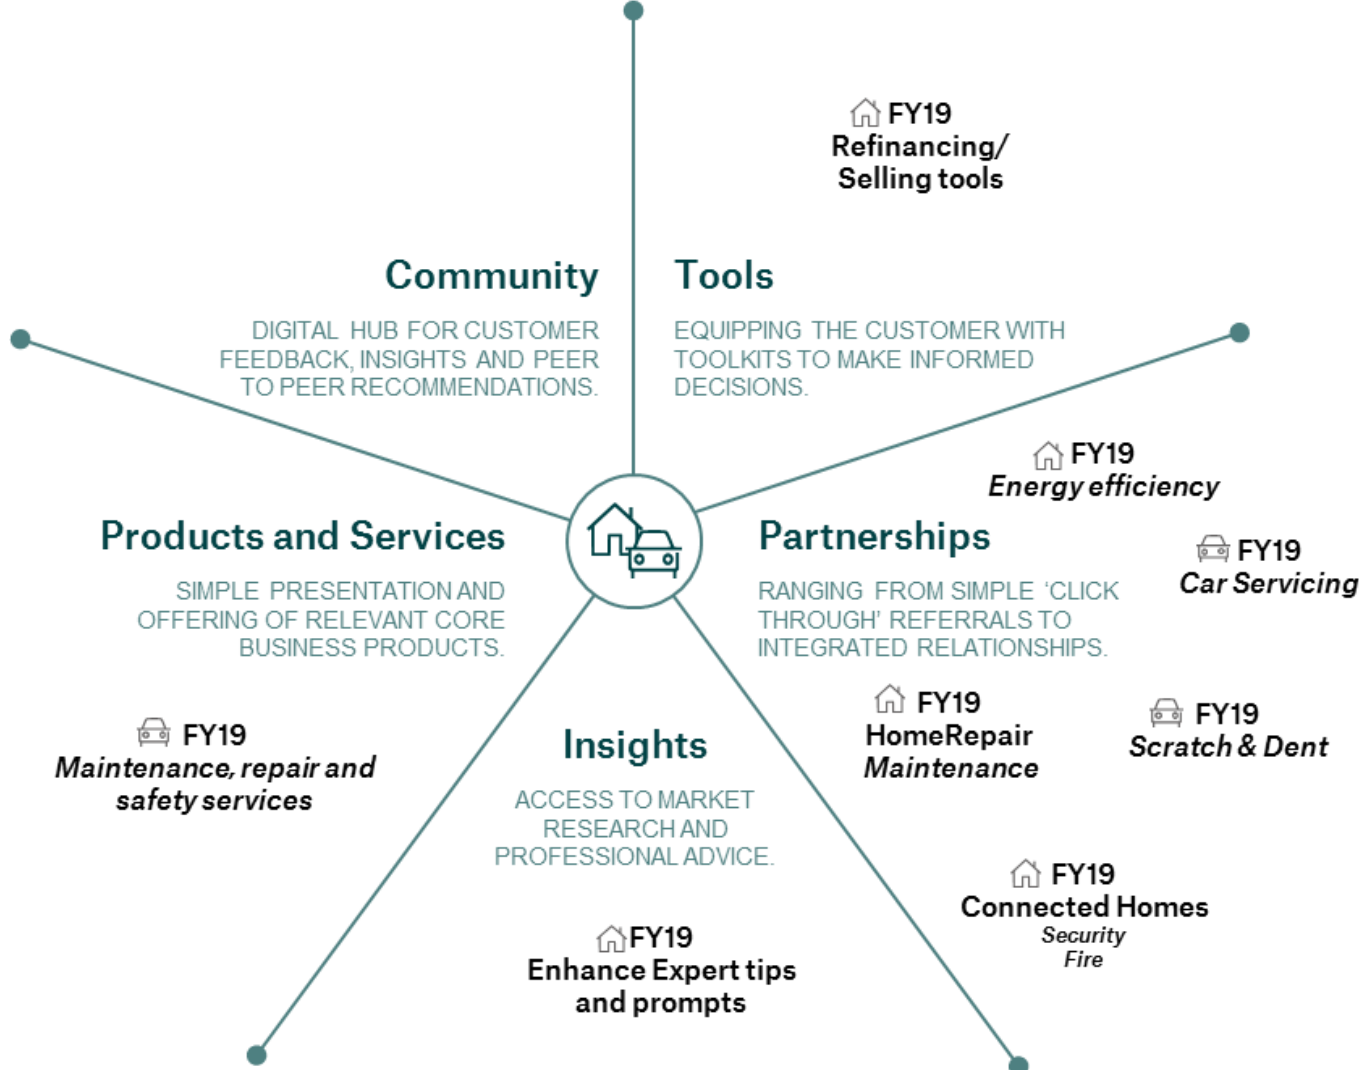 FY19
Refinancing/
Selling tools
Community
DIGITAL HUB FOR CUSTOMER
FEEDBACK, INSIGHTS AND PEER
TO PEER RECOMMENDATIONS.
Tools
EQUIPPING THE CUSTOMER WITH
TOOLKITS TO MAKE INFORMED
DECISIONS.
Products and Services
SIMPLE PRESENTATION AND
OFFERING OF RELEVANT CORE
BUSINESS PRODUCTS.
FY19
Maintenance, repair and
safety services
Partnerships
RANGING FROM SIMPLE ‘CLICK
THROUGH’ REFERRALS TO
INTEGRATED RELATIONSHIPS.
FY19
Energy efficiency
FY19
Car Servicing
FY19
HomeRepair
Maintenance
FY19
Scratch & Dent
FY19
Connected Homes
Security
Fire
Insights
ACCESS TO MARKET
RESEARCH AND
PROFESSIONAL ADVICE.
FY19
Enhance Expert tips
and prompts